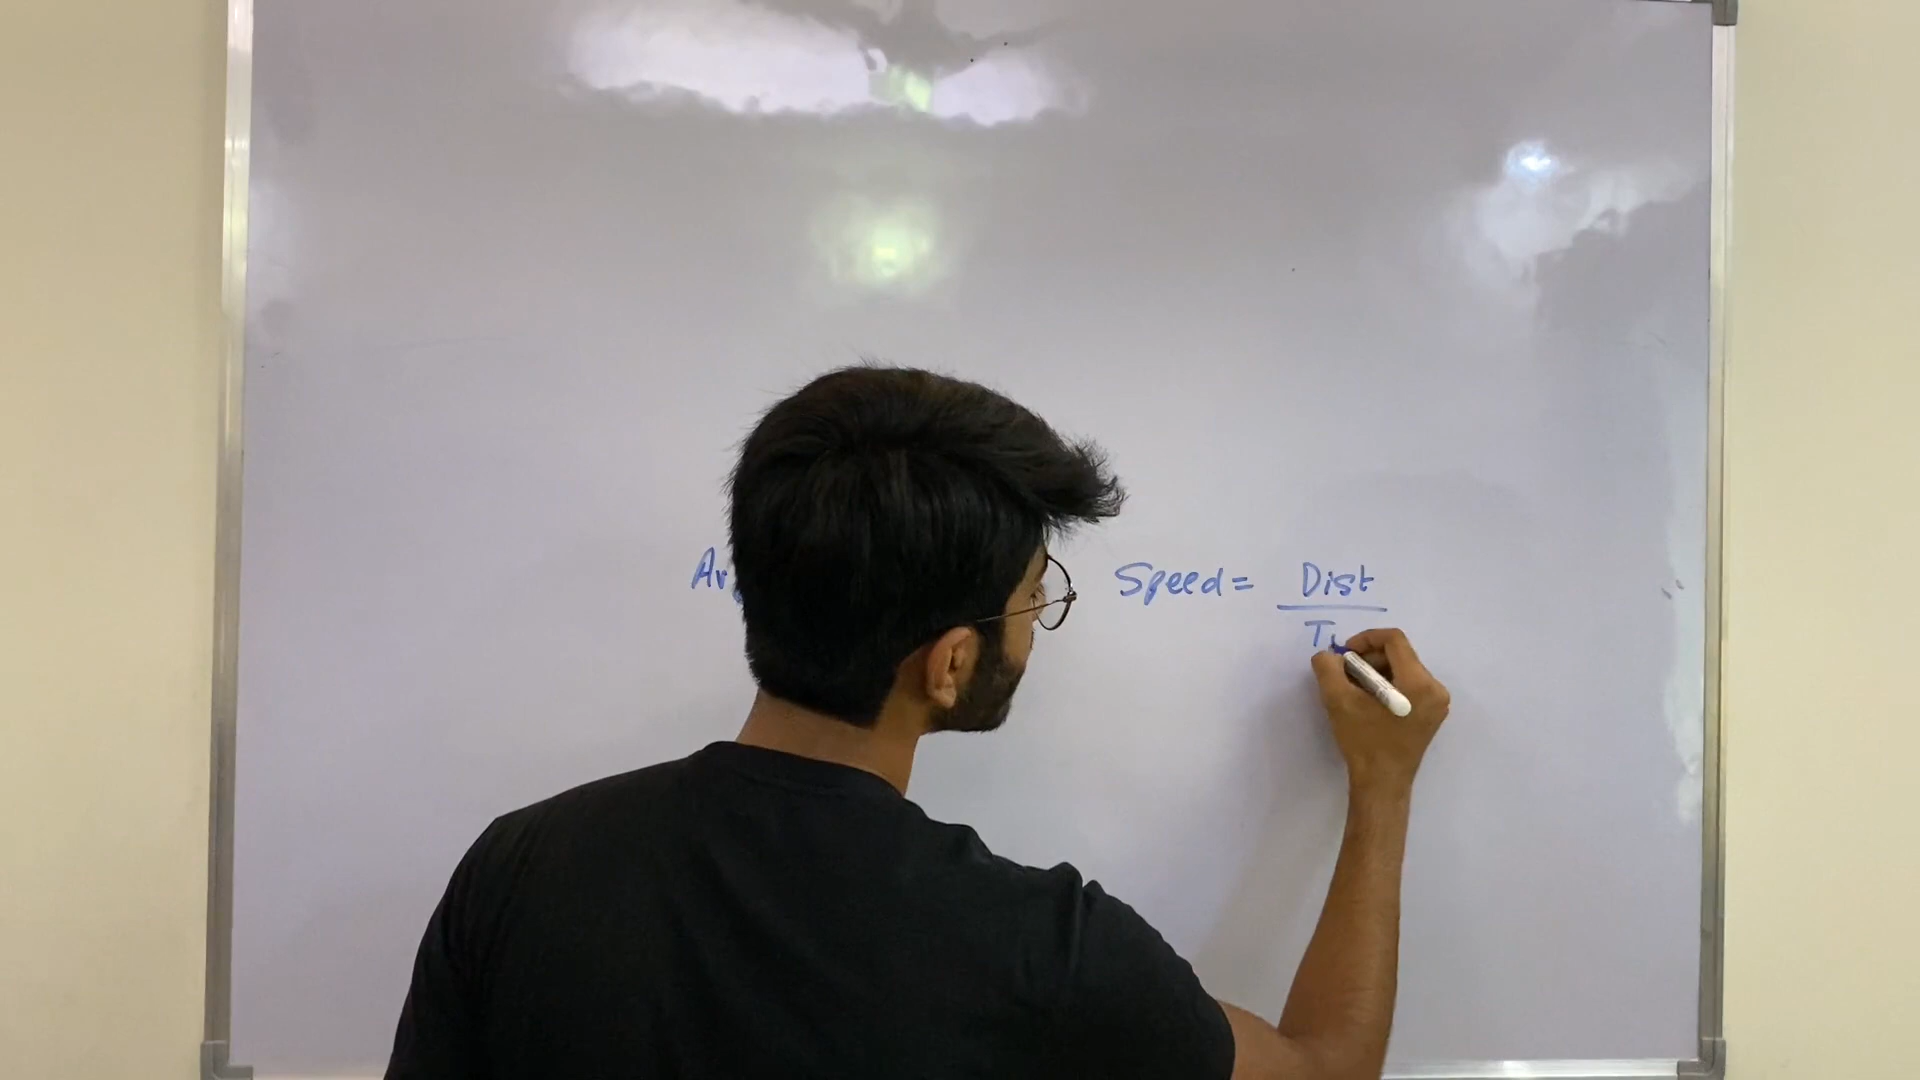 Av Speed = Dist
T